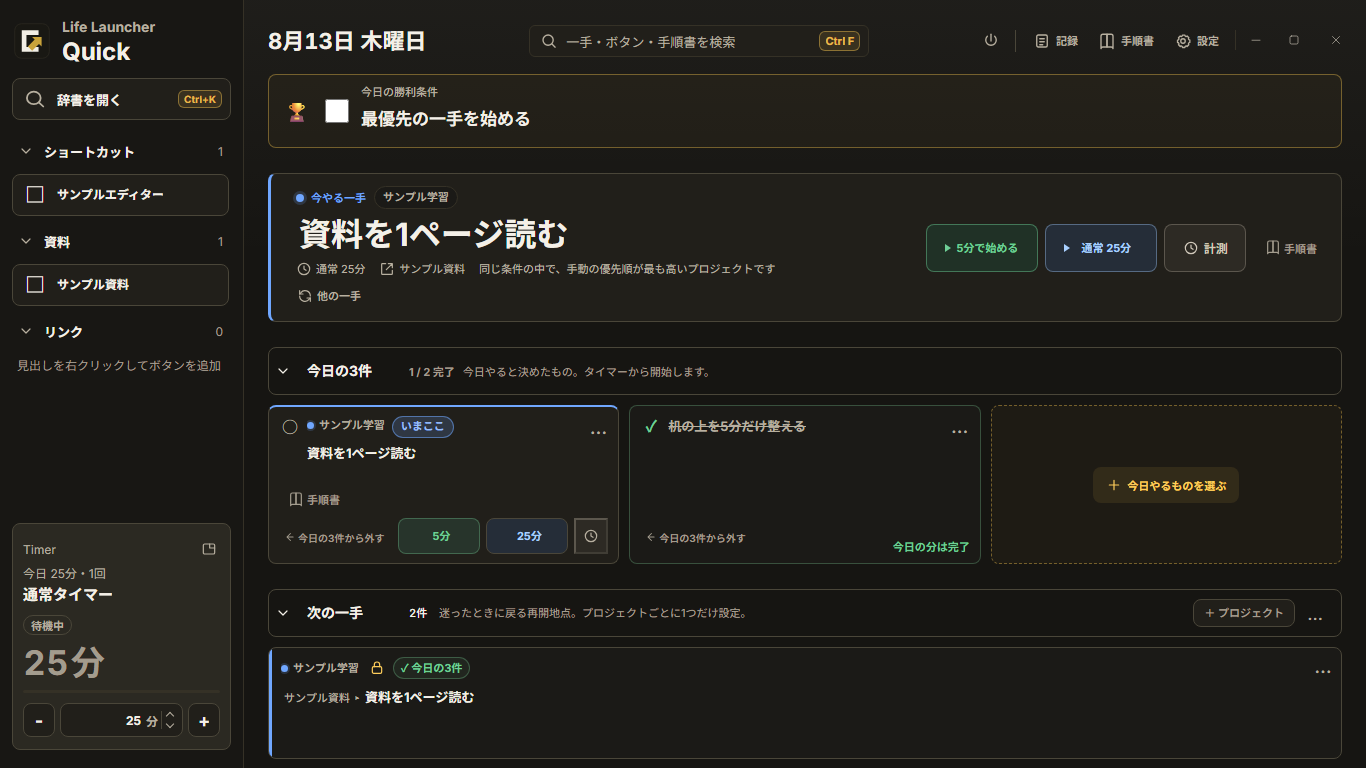 Life Launcher
Quick
辞書を開く Ctrl+K
ショートカット 1
サンプルエディター
資料 1
サンプル資料
リンク 0
見出しを右クリックしてボタンを追加
Timer
今日 25分・1回
通常タイマー
待機中
25分
- 25 分 +
8月13日 木曜日
一手・ボタン・手順書を検索 Ctrl F
記録 手順書 設定
今日の勝利条件
最優先の一手を始める
今やる一手 サンプル学習
資料を1ページ読む
通常 25分 サンプル資料 同じ条件の中で、手動の優先順が最も高いプロジェクトです
他の一手
5分で始める 通常 25分 計測 手順書
今日の3件 1 / 2 完了 今日やると決めたもの。タイマーから開始します。
サンプル学習 いまここ ...
資料を1ページ読む
手順書
← 今日の3件から外す 5分 25分
✓ 机の上を5分だけ整える ...
← 今日の3件から外す
今日の分は完了
+ 今日やるものを選ぶ
次の一手 2件 迷ったときに戻る再開地点。プロジェクトごとに1つだけ設定。 + プロジェクト ...
サンプル学習 ✓ 今日の3件 ...
サンプル資料 ▸ 資料を1ページ読む